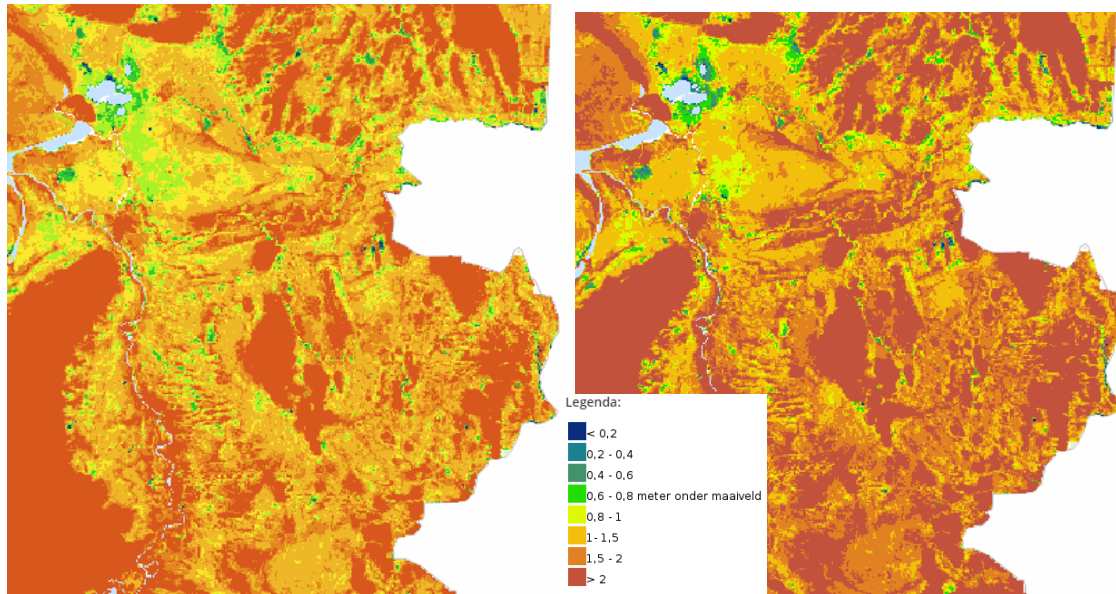 Legenda:
< 0,2
0,2 - 0,4
0,4 - 0,6
0,6 - 0,8 meter onder maaiveld
0,8 - 1
1- 1,5
1,5 - 2
> 2